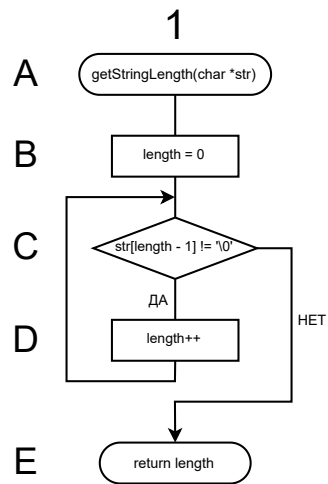 1
A
getStringLength(char *str)
B
length = 0
C
str[length - 1] != '\0'
ДА
D
length++
НЕТ
E
return length